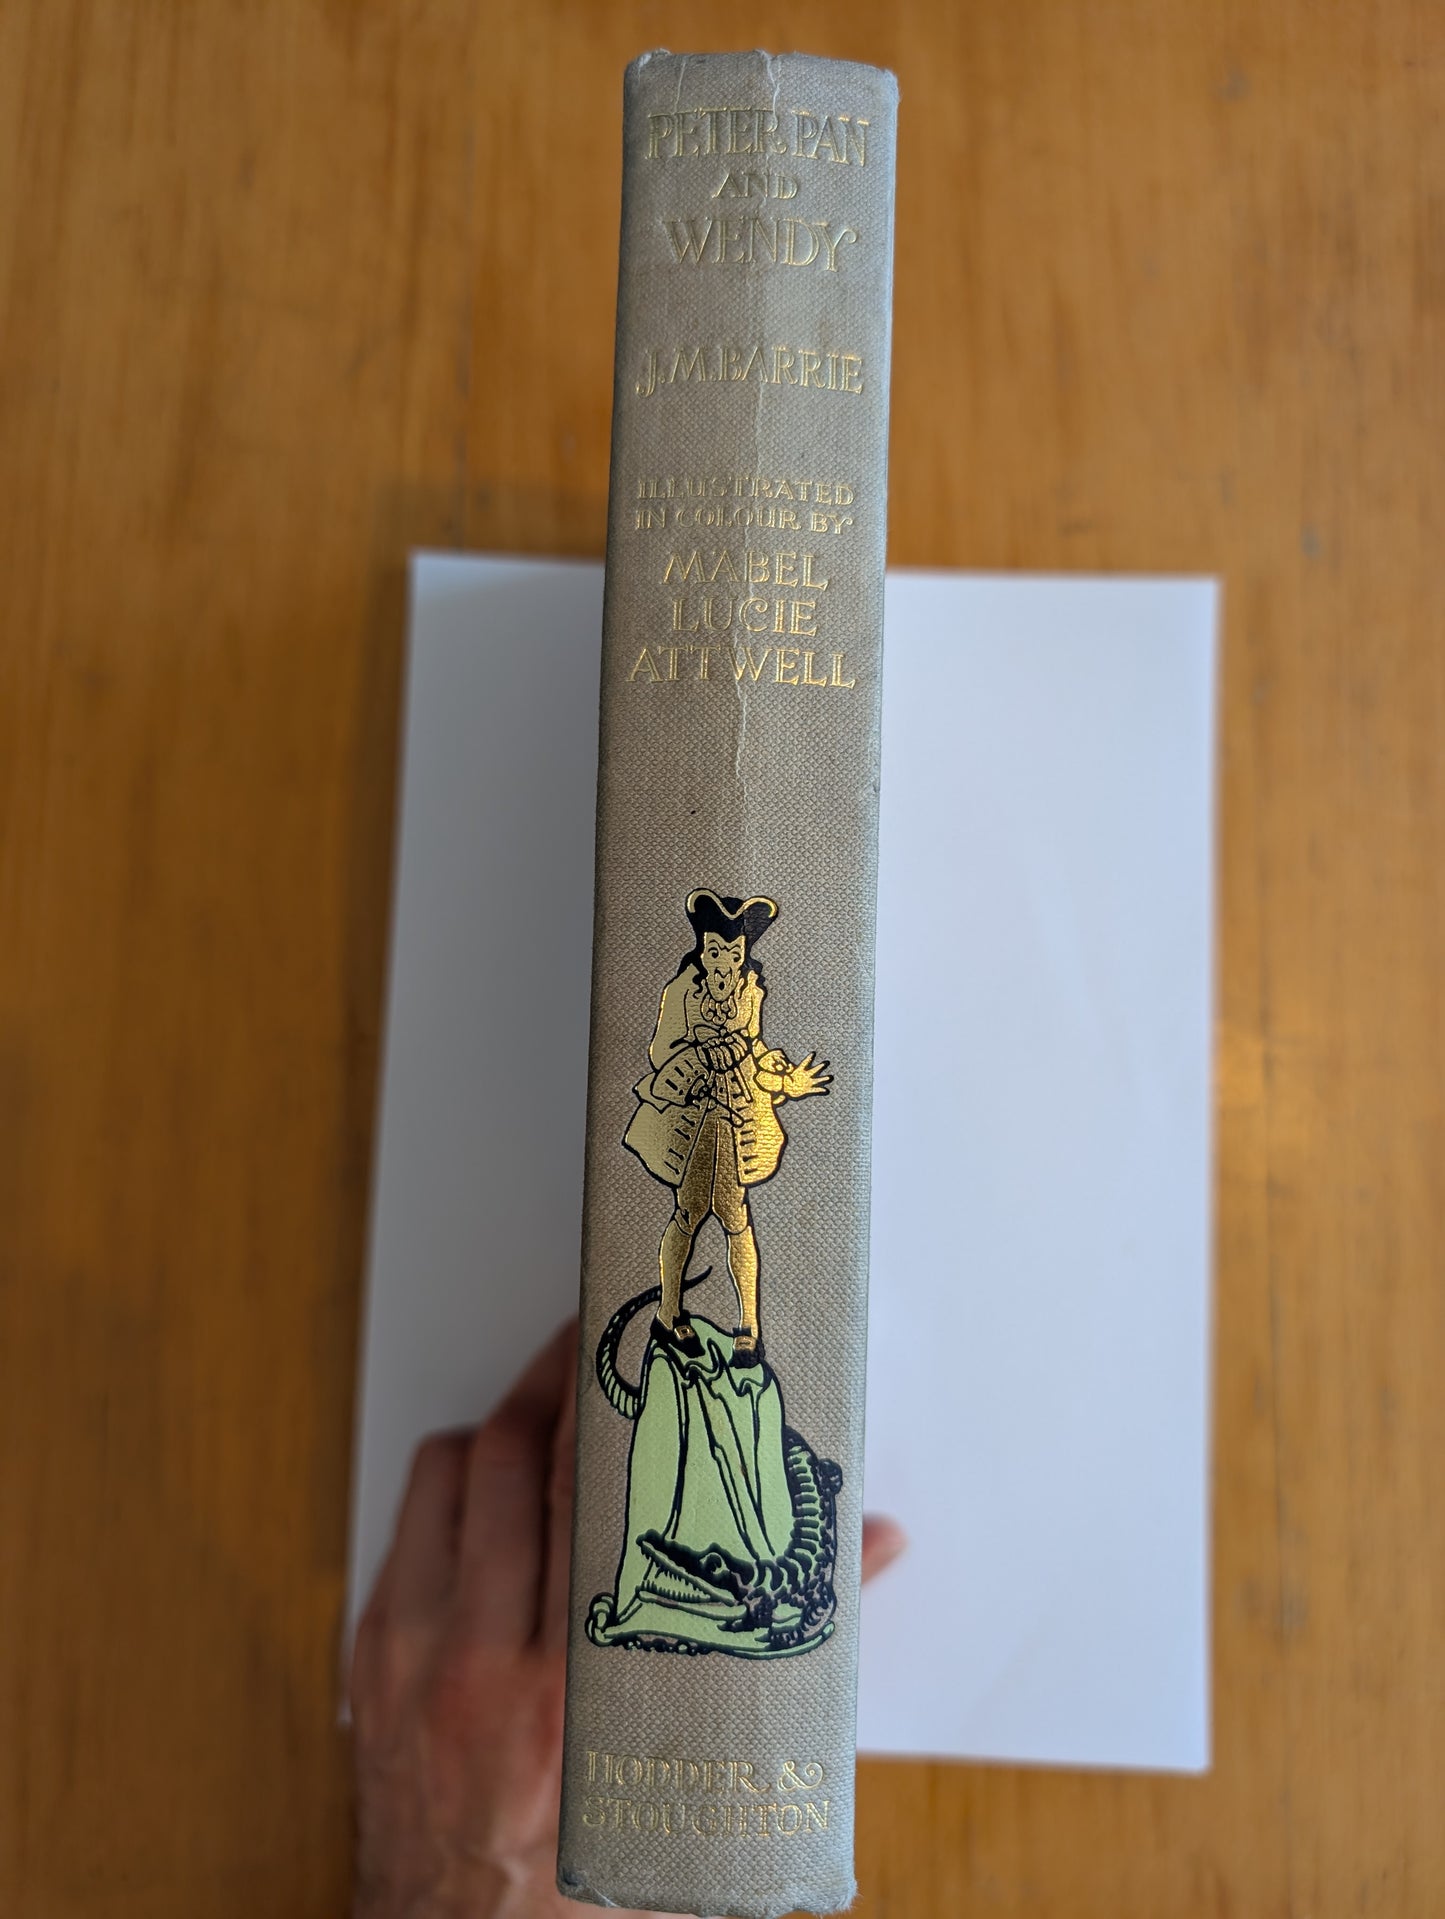 PETER PAN
AND
WENDY
J.M.BARRIE
ILLUSTRATED
IN COLOUR BY
MABEL
LUCIE
ATTWELL
HODDER &
STOUGHTON